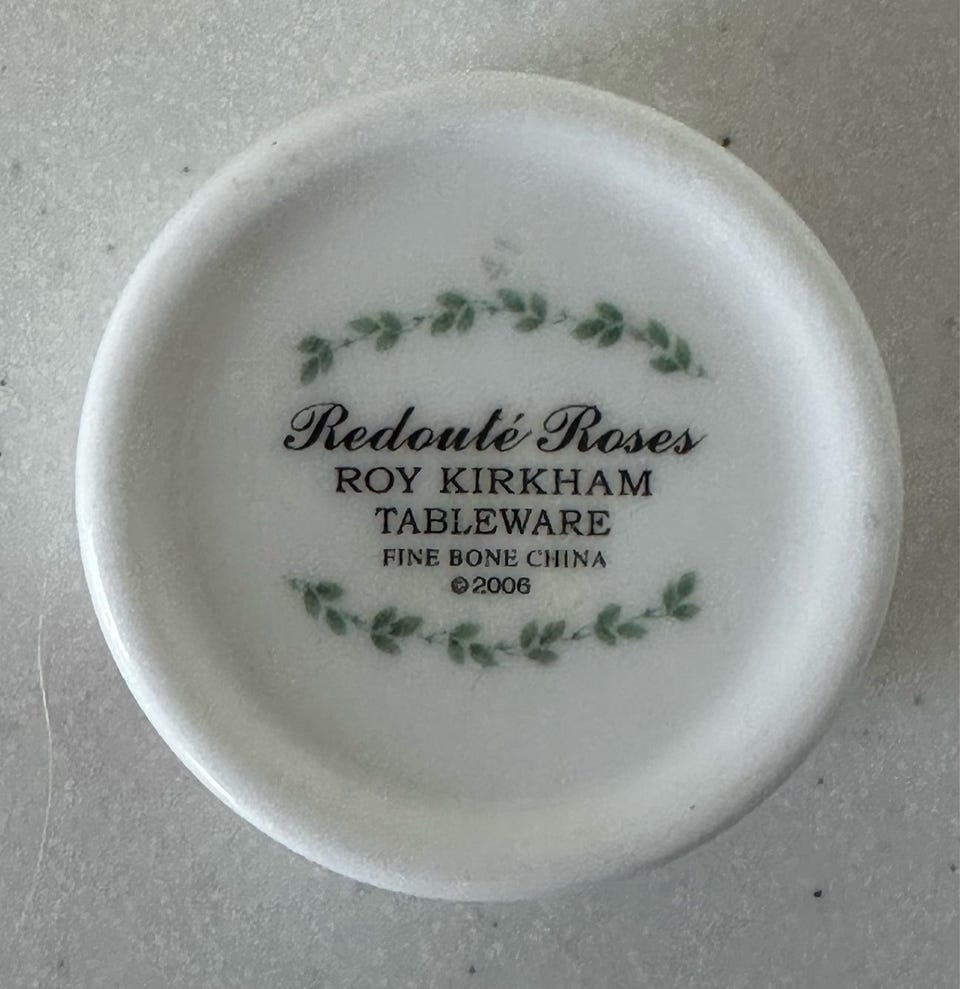 Redouté Roses
ROY KIRKHAM
TABLEWARE
FINE BONE CHINA
©2006